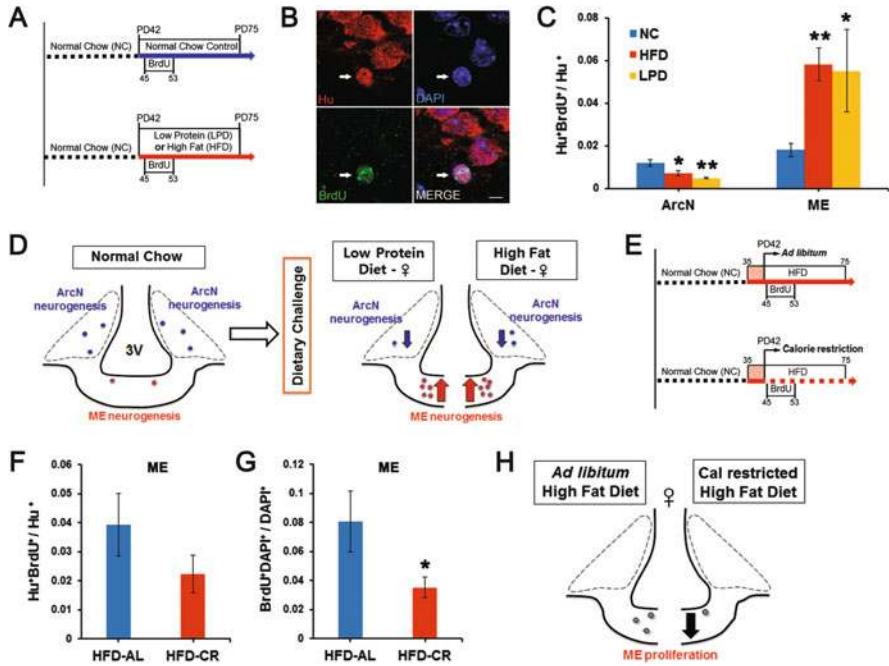 A
PD42
PD75
Normal Chow (NC)
Normal Chow Control
BrdU
45
53
PD42
PD75
Normal Chow (NC)
Low Protein (LPD)
or High Fat (HFD)
BrdU
45
53
B
Hu
DAPI
BrdU
MERGE
C
Hu+BrdU+ / Hu+
0.08
0.06
0.04
0.02
0
NC
HFD
LPD
*
**
**
*
ArcN
ME
D
Normal Chow
ArcN
neurogenesis
ArcN
neurogenesis
3V
ME neurogenesis
Dietary Challenge
Low Protein
Diet - ♀
High Fat
Diet - ♀
ArcN
neurogenesis
ArcN
neurogenesis
ME neurogenesis
E
PD42
35
Ad libitum
75
Normal Chow (NC)
HFD
BrdU
45
53
PD42
35
Calorie restriction
75
Normal Chow (NC)
HFD
BrdU
45
53
F
ME
Hu+BrdU+ / Hu+
0.06
0.05
0.04
0.03
0.02
0.01
0
HFD-AL
HFD-CR
G
ME
BrdU+DAPI+ / DAPI+
0.12
0.1
0.08
0.06
0.04
0.02
0
*
HFD-AL
HFD-CR
H
Ad libitum
High Fat Diet
♀
Cal restricted
High Fat Diet
ME proliferation